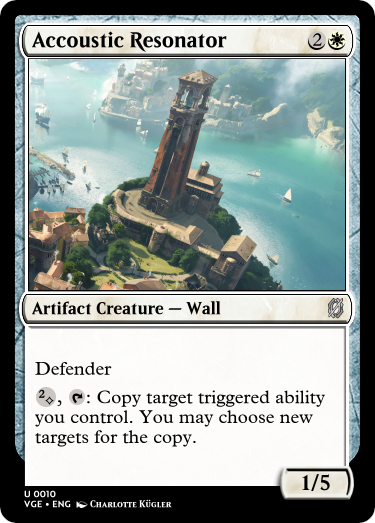 Accoustic Resonator 2
Artifact Creature — Wall
Defender
2, : Copy target triggered ability
you control. You may choose new
targets for the copy.
1/5
U 0010
VGE • ENG Charlotte Kügler